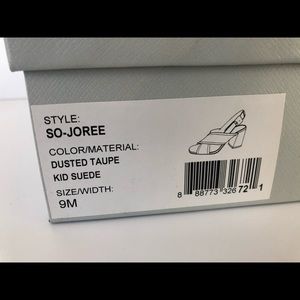 STYLE:
SO-JOREE
COLOR/MATERIAL:
DUSTED TAUPE
KID SUEDE
SIZE/WIDTH:
9M
8 88773 32672 1